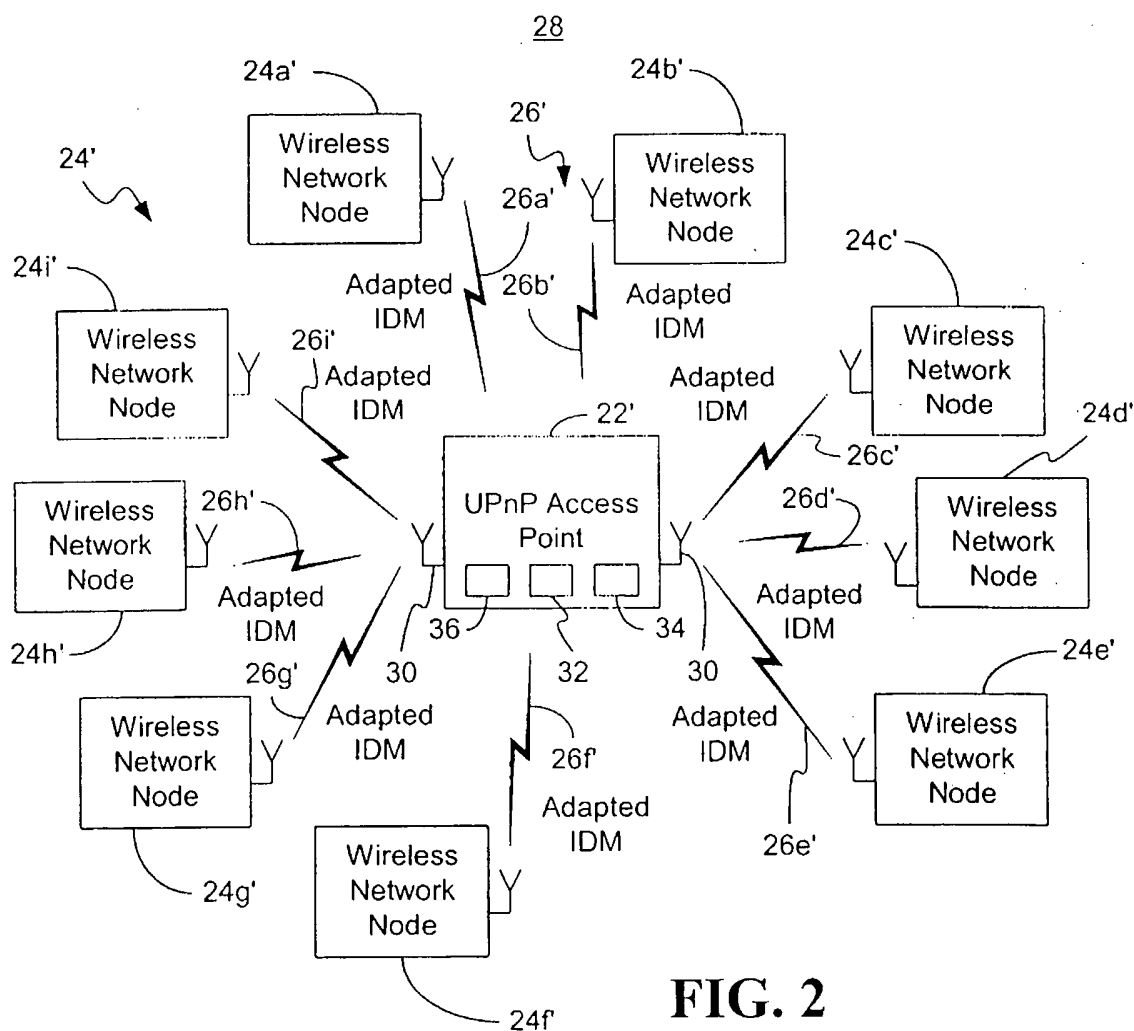 28
24a'
24b'
Wireless
Network
Node
26'
Wireless
Network
Node
24'
26a'
24c'
24i'
Adapted
IDM
26b'
Adapted
IDM
Wireless
Network
Node
Wireless
Network
Node
26i'
Adapted
IDM
22'
Adapted
IDM
26c'
24d'
26h'
UPnP Access
Point
26d'
Wireless
Network
Node
Wireless
Network
Node
Adapted
IDM
36
32
34
Adapted
IDM
24h'
26g'
30
30
24e'
Adapted
IDM
Adapted
IDM
Wireless
Network
Node
Wireless
Network
Node
26f'
Adapted
IDM
26e'
24g'
Wireless
Network
Node
24f'
FIG. 2